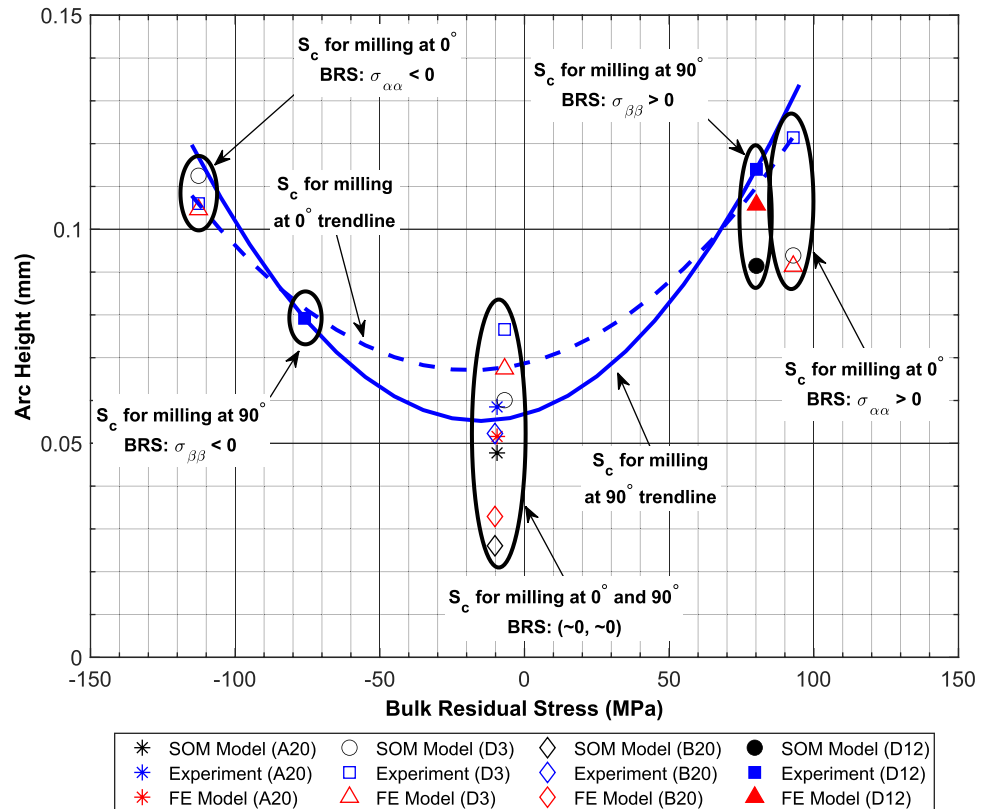 0.15
0.1
0.05
0
Arc Height (mm)
S_c for milling at 0°
BRS: σ_αα < 0
S_c for milling at 90°
BRS: σ_ββ > 0
S_c for milling
at 0° trendline
S_c for milling at 90°
BRS: σ_ββ < 0
S_c for milling at 0°
BRS: σ_αα > 0
S_c for milling
at 90° trendline
S_c for milling at 0° and 90°
BRS: (~0, ~0)
-150 -100 -50 0 50 100 150
Bulk Residual Stress (MPa)
SOM Model (A20) SOM Model (D3) SOM Model (B20) SOM Model (D12)
Experiment (A20) Experiment (D3) Experiment (B20) Experiment (D12)
FE Model (A20) FE Model (D3) FE Model (B20) FE Model (D12)